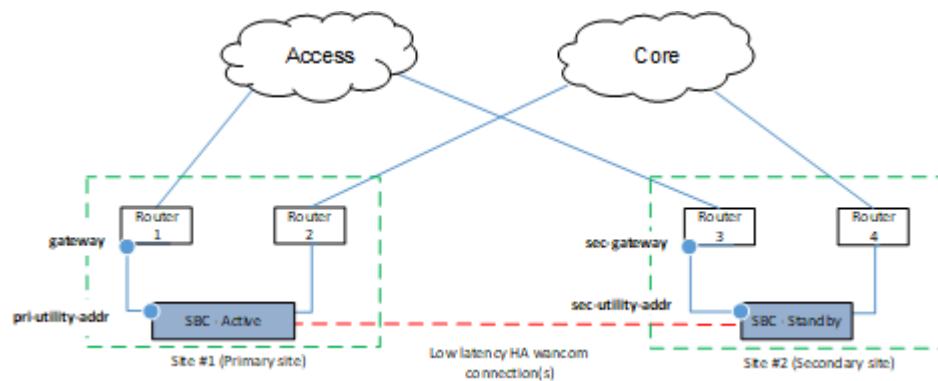 Access
Core
Router
1
Router
2
Router
3
Router
4
gateway
sec-gateway
pri-utility-addr
sec-utility-addr
SBC - Active
SBC - Standby
Site #1 (Primary site)
Low latency HA wancom
connection(s)
Site #2 (Secondary site)